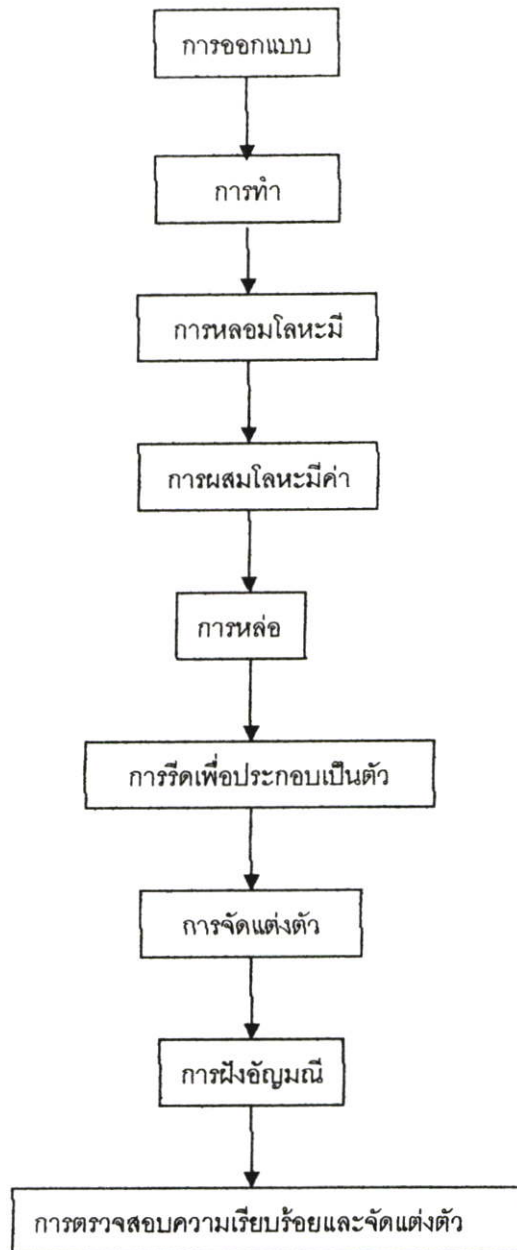 การออกแบบ
การทำ
การหลอมโลหะมี
การผสมโลหะมีค่า
การหล่อ
การรีดเพื่อประกอบเป็นตัว
การจัดแต่งตัว
การฝังอัญมณี
การตรวจสอบความเรียบร้อยและจัดแต่งตัว